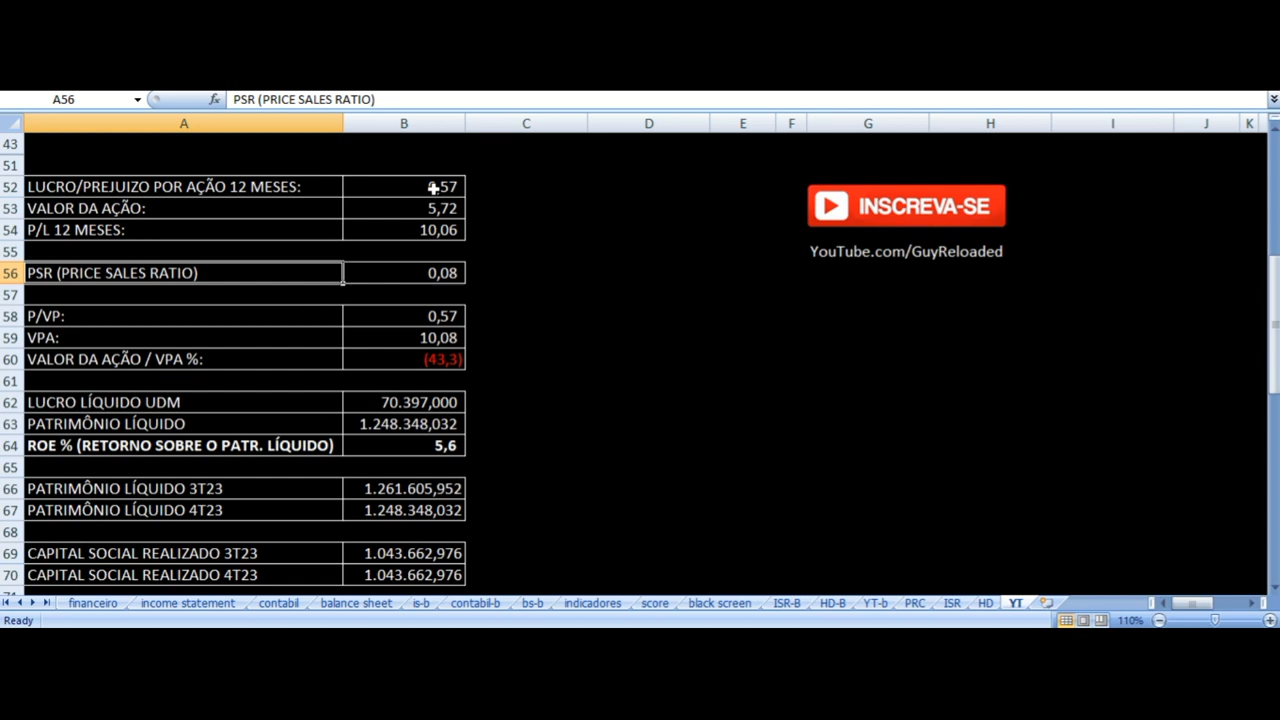 A56 fx PSR (PRICE SALES RATIO)
A B C D E F G H I J K
43
51
52 LUCRO/PREJUIZO POR AÇÃO 12 MESES: ,57
53 VALOR DA AÇÃO: 5,72
54 P/L 12 MESES: 10,06
55
56 PSR (PRICE SALES RATIO) 0,08
57
58 P/VP: 0,57
59 VPA: 10,08
60 VALOR DA AÇÃO / VPA %: (43,3)
61
62 LUCRO LÍQUIDO UDM 70.397,000
63 PATRIMÔNIO LÍQUIDO 1.248.348,032
64 ROE % (RETORNO SOBRE O PATR. LÍQUIDO) 5,6
65
66 PATRIMÔNIO LÍQUIDO 3T23 1.261.605,952
67 PATRIMÔNIO LÍQUIDO 4T23 1.248.348,032
68
69 CAPITAL SOCIAL REALIZADO 3T23 1.043.662,976
70 CAPITAL SOCIAL REALIZADO 4T23 1.043.662,976
INSCREVA-SE
YouTube.com/GuyReloaded
financeiro income statement contabil balance sheet is-b contabil-b bs-b indicadores score black screen ISR-B HD-B YT-b PRC ISR HD YT
Ready 110%